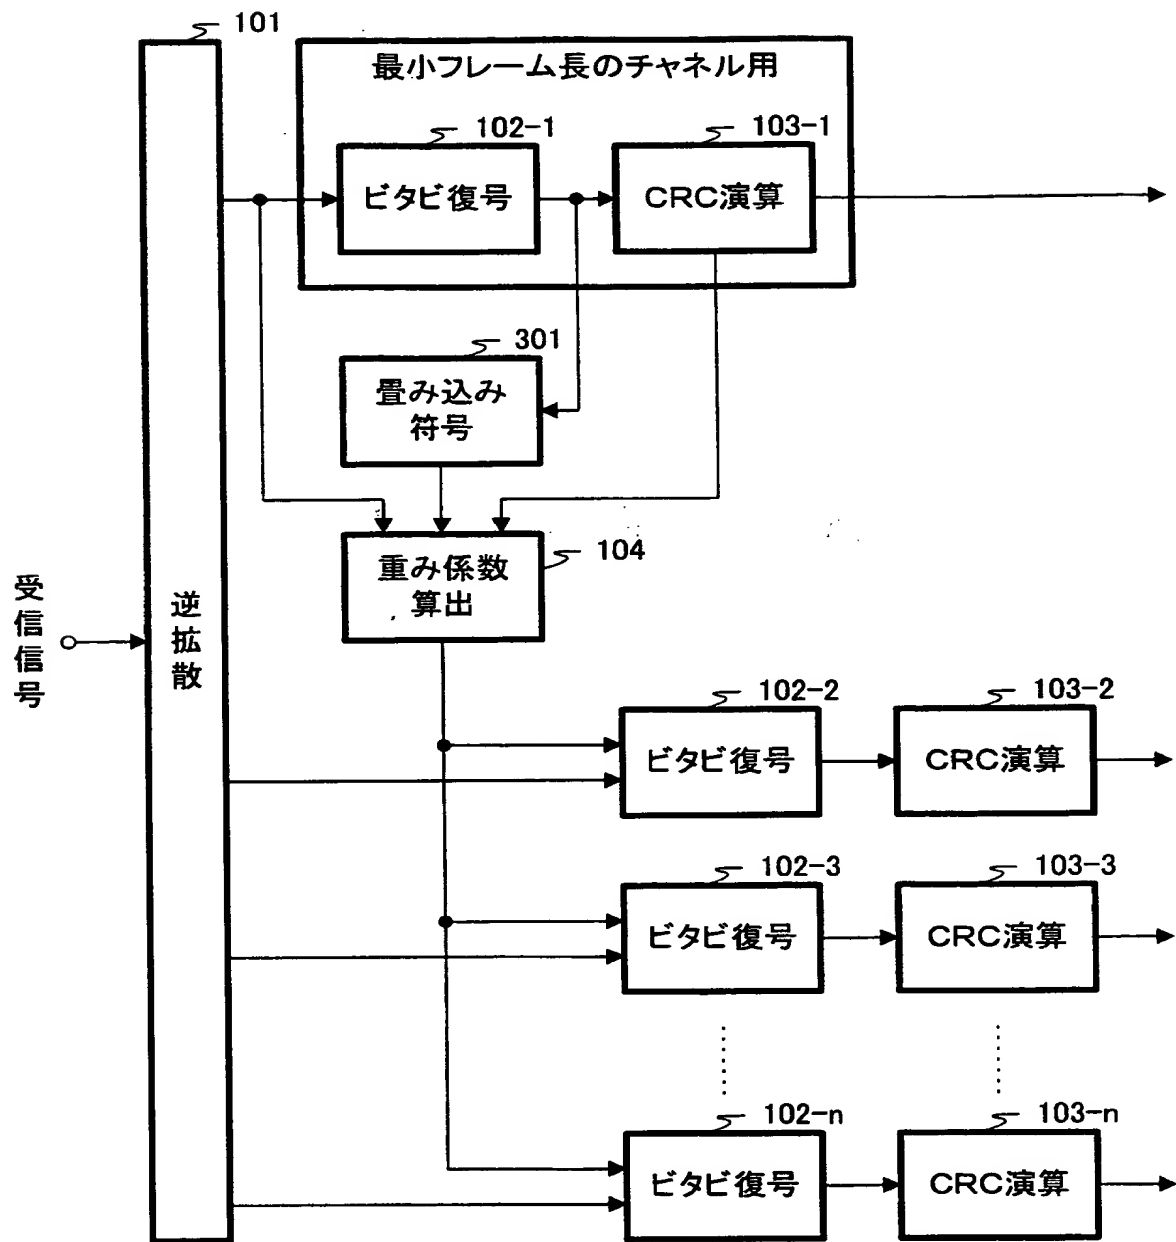 101
最小フレーム長のチャネル用
102-1
103-1
ビタビ復号
CRC演算
301
畳み込み
符号
104
重み係数
算出
受信信号
逆拡散
102-2
103-2
ビタビ復号
CRC演算
102-3
103-3
ビタビ復号
CRC演算
102-n
103-n
ビタビ復号
CRC演算